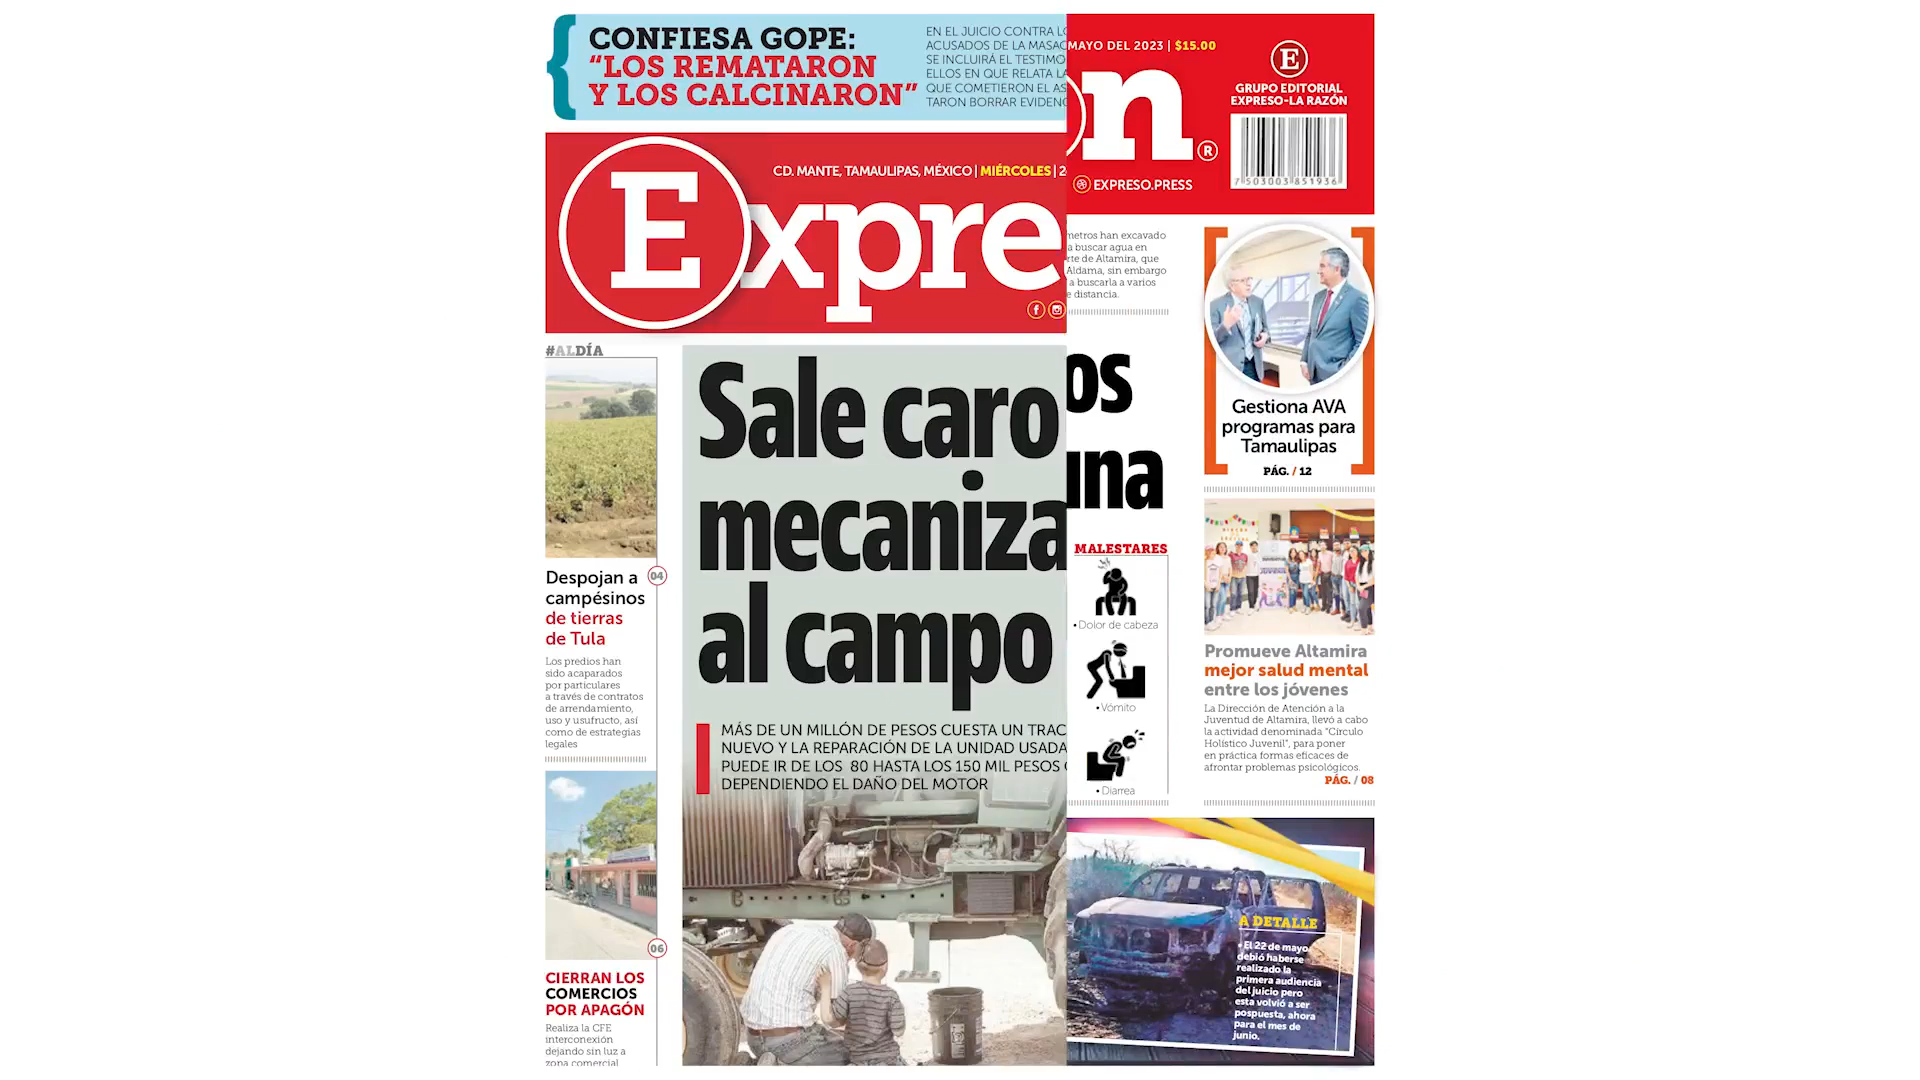 CONFIESA GOPE:
“LOS REMATARON
Y LOS CALCINARON”
EN EL JUICIO CONTRA
ACUSADOS DE LA
SE INCLUIRÁ EL
ELLOS EN QUE RELATA
QUE COMETIERON EL
TARON BORRAR
CD. MANTE, TAMAULIPAS, MÉXICO | MIÉRCOLES | 2
Expre
#ALDÍA
Despojan a
campésinos
de tierras
de Tula
04
Los predios han
sido acaparados
por particulares
a través de contratos
de arrendamiento,
uso y usufructo, así
como de estrategias
legales
06
CIERRAN LOS
COMERCIOS
POR APAGÓN
Realiza la CFE
interconexión
dejando sin luz a
zona comercial
Sale caro
mecaniza
al campo
MÁS DE UN MILLÓN DE PESOS CUESTA UN TRAC
NUEVO Y LA REPARACIÓN DE LA UNIDAD USADA
PUEDE IR DE LOS 80 HASTA LOS 150 MIL PESOS
DEPENDIENDO EL DAÑO DEL MOTOR
MAYO DEL 2023 | $15.00
n®
EXPRESO.PRESS
E
GRUPO EDITORIAL
EXPRESO-LA RAZÓN
7 503003 851936
metros han excavado
a buscar agua en
rte de Altamira, que
Aldama, sin embargo
a buscarla a varios
e distancia.
os
una
MALESTARES
• Dolor de cabeza
• Vómito
• Diarrea
Gestiona AVA
programas para
Tamaulipas
PÁG. / 12
Promueve Altamira
mejor salud mental
entre los jóvenes
La Dirección de Atención a la
Juventud de Altamira, llevó a cabo
la actividad denominada “Círculo
Holístico Juvenil”, para poner
en práctica formas eficaces de
afrontar problemas psicológicos.
PÁG. / 08
A DETALLE
• El 22 de mayo
debió haberse
realizado la
primera audiencia
del juicio pero
esta volvió a ser
pospuesta, ahora
para el mes de
junio.